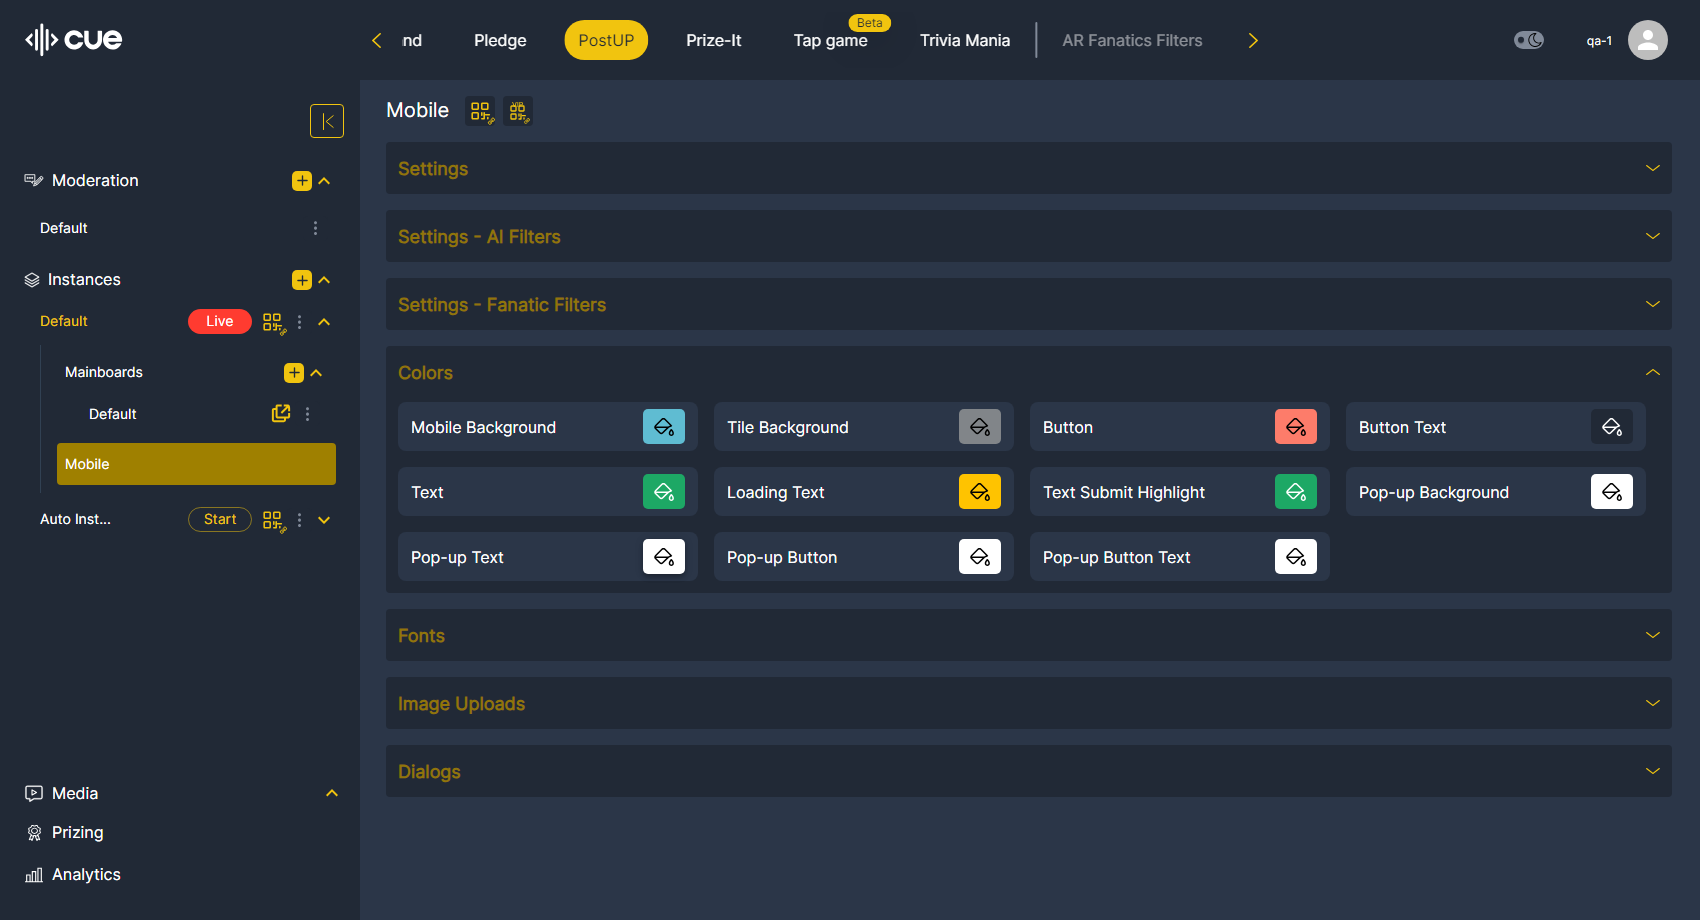 cue
nd
Pledge
PostUP
Prize-It
Beta
Tap game
Trivia Mania
AR Fanatics Filters
qa-1
Moderation
Default
Instances
Default
Live
Mainboards
Default
Mobile
Auto Inst...
Start
Media
Prizing
Analytics
Mobile
Settings
Settings - AI Filters
Settings - Fanatic Filters
Colors
Mobile Background
Tile Background
Button
Button Text
Text
Loading Text
Text Submit Highlight
Pop-up Background
Pop-up Text
Pop-up Button
Pop-up Button Text
Fonts
Image Uploads
Dialogs